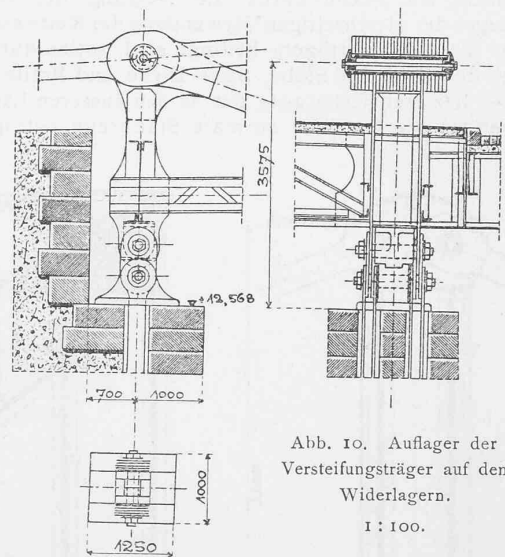 3575
+12,568
700
1000
1000
1250
Abb. 10. Auflager der
Versteifungsträger auf den
Widerlagern.
1 : 100.